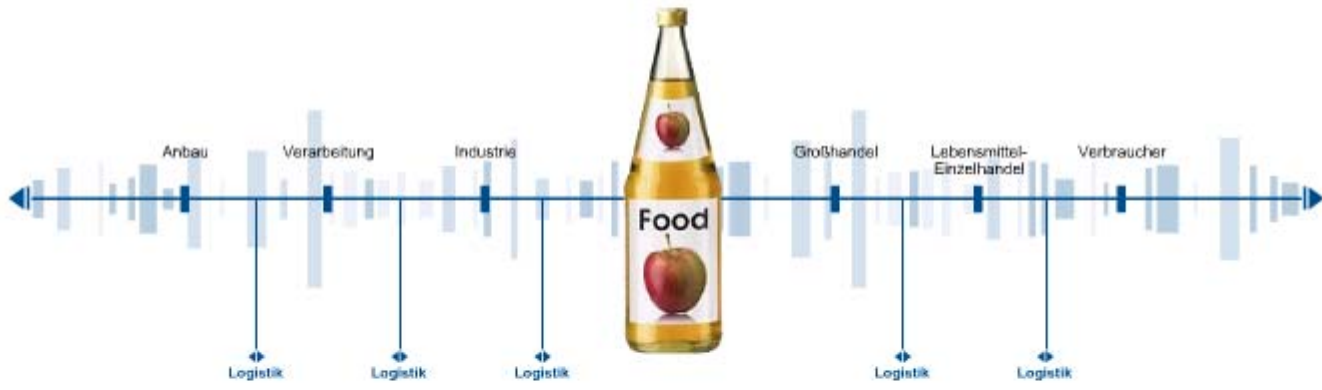 Anbau
Verarbeitung
Industrie
Großhandel
Lebensmittel-
Einzelhandel
Verbraucher
Food
Logistik
Logistik
Logistik
Logistik
Logistik